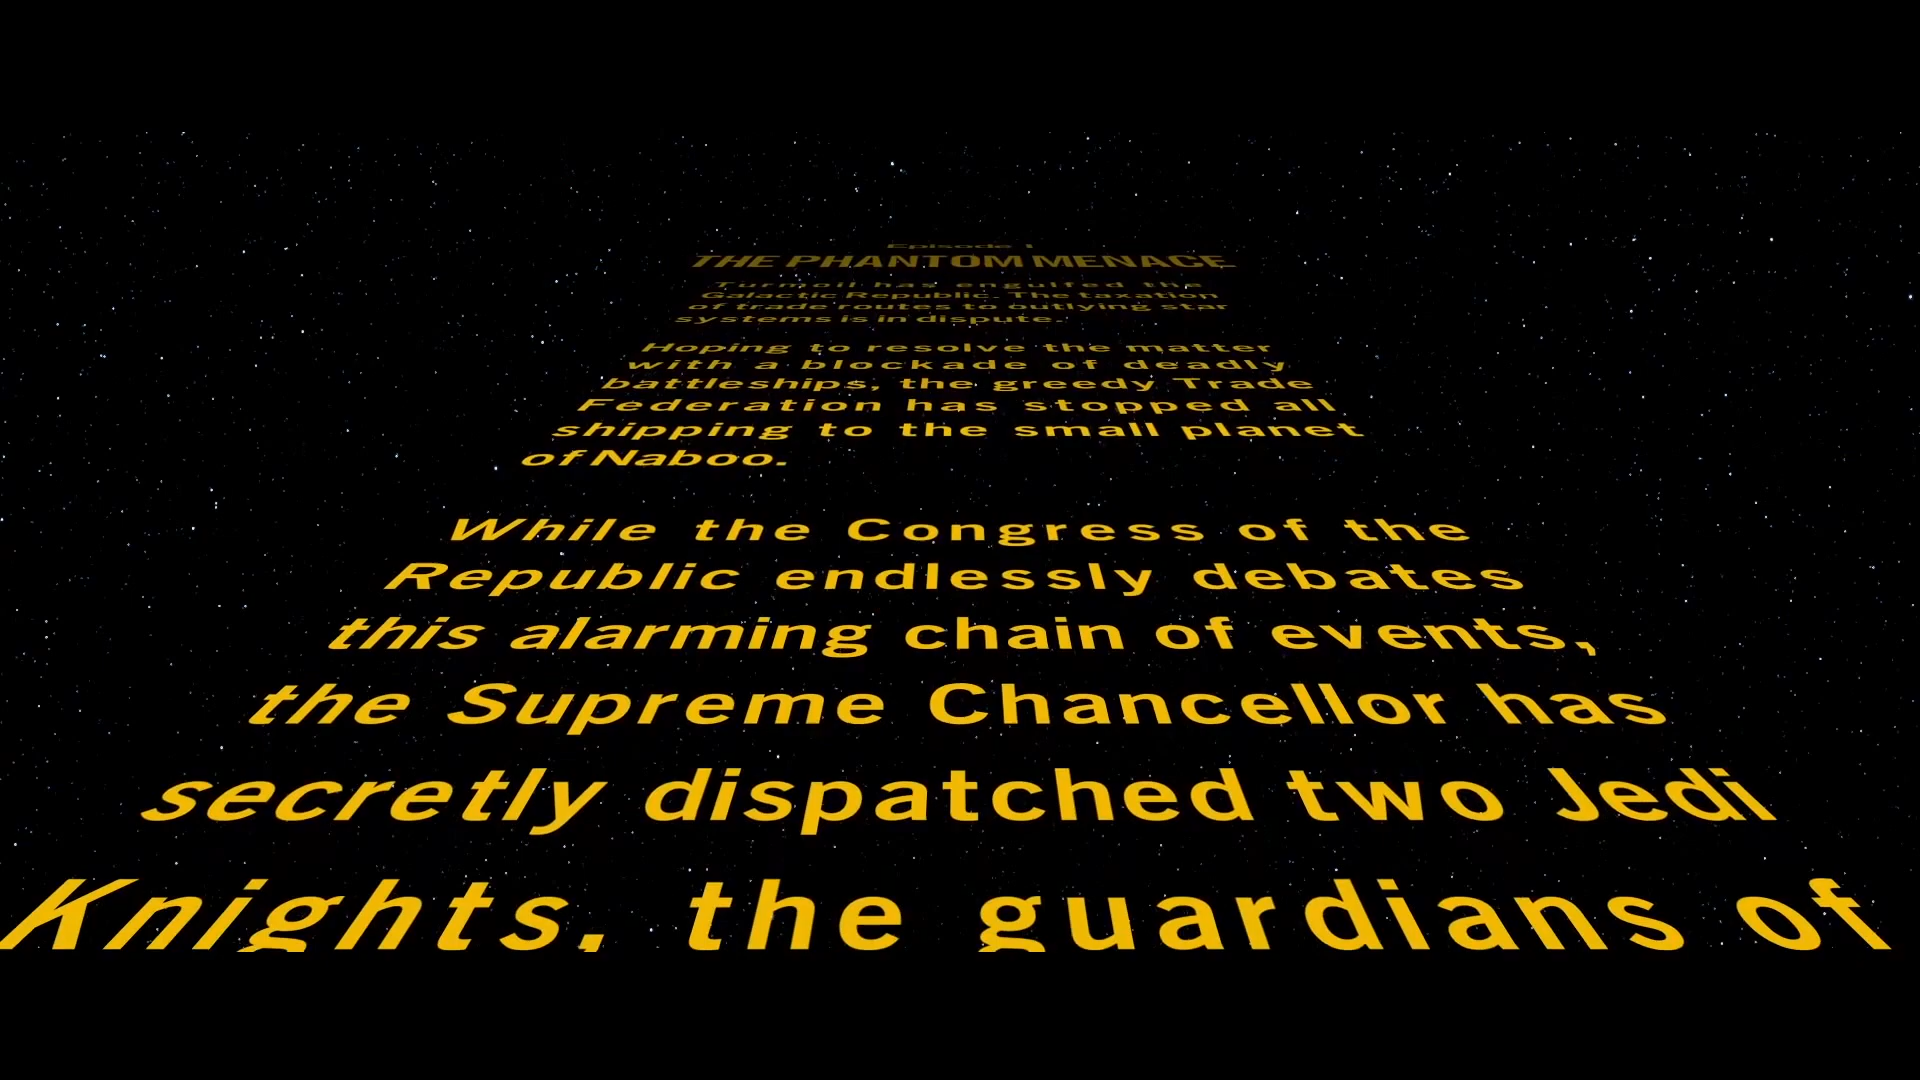 Episode I
THE PHANTOM MENACE
Turmoil has engulfed the
Galactic Republic. The taxation
of trade routes to outlying star
systems is in dispute.
Hoping to resolve the matter
with a blockade of deadly
battleships, the greedy Trade
Federation has stopped all
shipping to the small planet
of Naboo.
While the Congress of the
Republic endlessly debates
this alarming chain of events,
the Supreme Chancellor has
secretly dispatched two Jedi
Knights, the guardians of